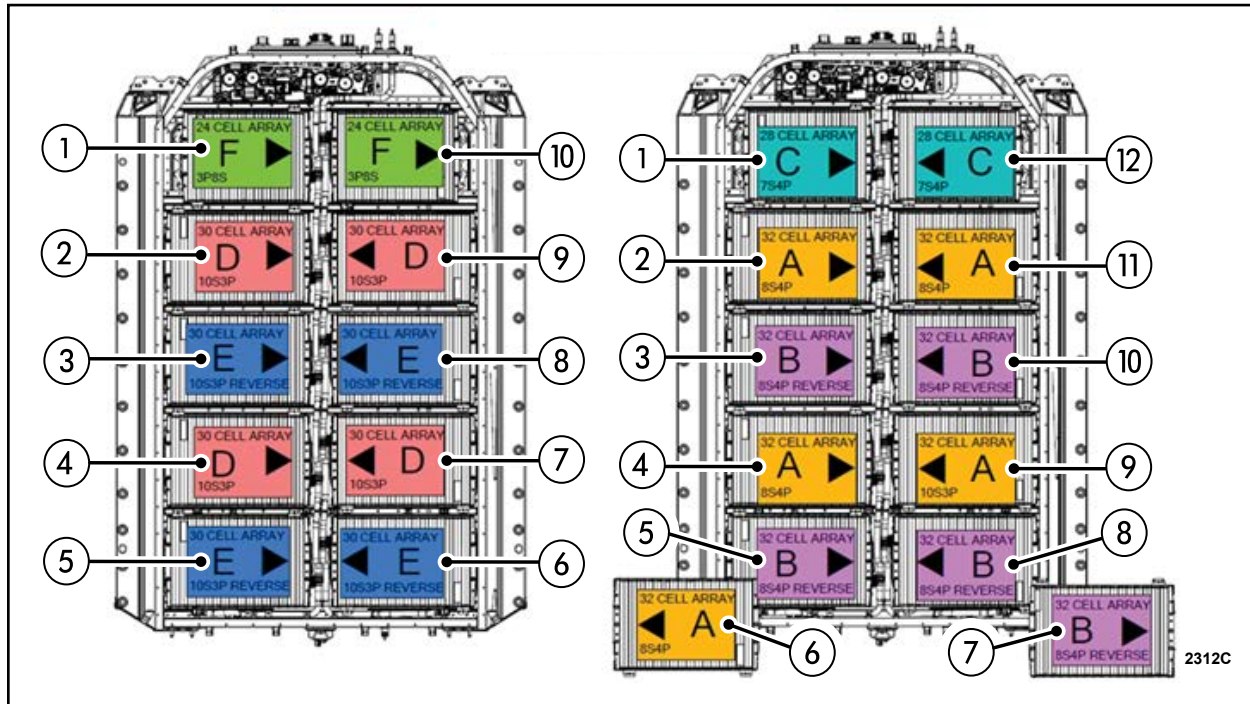 24 CELL ARRAY
F
3P8S
1
24 CELL ARRAY
F
3P8S
10
30 CELL ARRAY
D
10S3P
2
30 CELL ARRAY
D
10S3P
9
30 CELL ARRAY
E
10S3P REVERSE
3
30 CELL ARRAY
E
10S3P REVERSE
8
30 CELL ARRAY
D
10S3P
4
30 CELL ARRAY
D
10S3P
7
30 CELL ARRAY
E
10S3P REVERSE
5
30 CELL ARRAY
E
10S3P REVERSE
6
28 CELL ARRAY
C
7S4P
1
28 CELL ARRAY
C
7S4P
12
32 CELL ARRAY
A
8S4P
2
32 CELL ARRAY
A
8S4P
11
32 CELL ARRAY
B
8S4P REVERSE
3
32 CELL ARRAY
B
8S4P REVERSE
10
32 CELL ARRAY
A
8S4P
4
32 CELL ARRAY
A
10S3P
9
32 CELL ARRAY
B
8S4P REVERSE
5
32 CELL ARRAY
B
8S4P REVERSE
8
32 CELL ARRAY
A
8S4P
6
32 CELL ARRAY
B
8S4P REVERSE
7
2312C